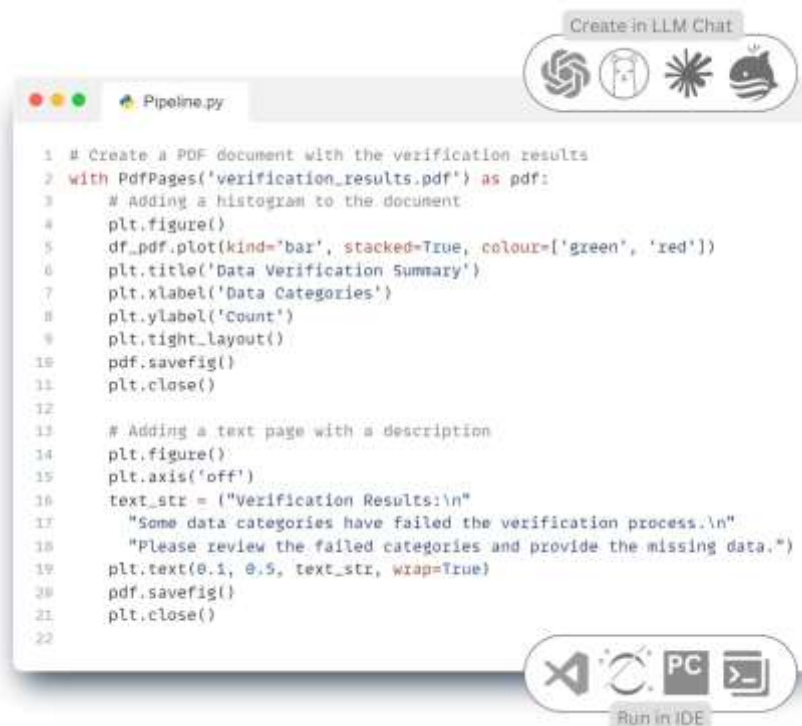 Create in LLM Chat
Pipeline.py
1 # Create a PDF document with the verification results
2 with PdfPages('verification_results.pdf') as pdf:
3 # Adding a histogram to the document
4 plt.figure()
5 df_pdf.plot(kind='bar', stacked=True, colour=['green', 'red'])
6 plt.title('Data Verification Summary')
7 plt.xlabel('Data Categories')
8 plt.ylabel('Count')
9 plt.tight_layout()
10 pdf.savefig()
11 plt.close()
12
13 # Adding a text page with a description
14 plt.figure()
15 plt.axis('off')
16 text_str = ("Verification Results:\n"
17 "Some data categories have failed the verification process.\n"
18 "Please review the failed categories and provide the missing data.")
19 plt.text(0.1, 0.5, text_str, wrap=True)
20 pdf.savefig()
21 plt.close()
22
PC
Run in IDE